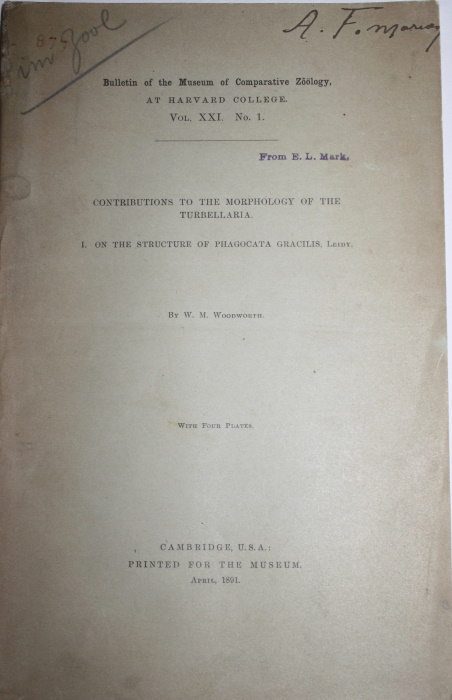 A. F.
Zool
Bulletin of the Museum of Comparative Zoölogy,
AT HARVARD COLLEGE.
VOL. XXI. No. 1.
From E. L. Mark.
CONTRIBUTIONS TO THE MORPHOLOGY OF THE
TURBELLARIA.
I. ON THE STRUCTURE OF PHAGOCATA GRACILIS, LEIDY.
BY W. M. WOODWORTH.
WITH FOUR PLATES.
CAMBRIDGE, U.S.A.:
PRINTED FOR THE MUSEUM.
APRIL, 1891.